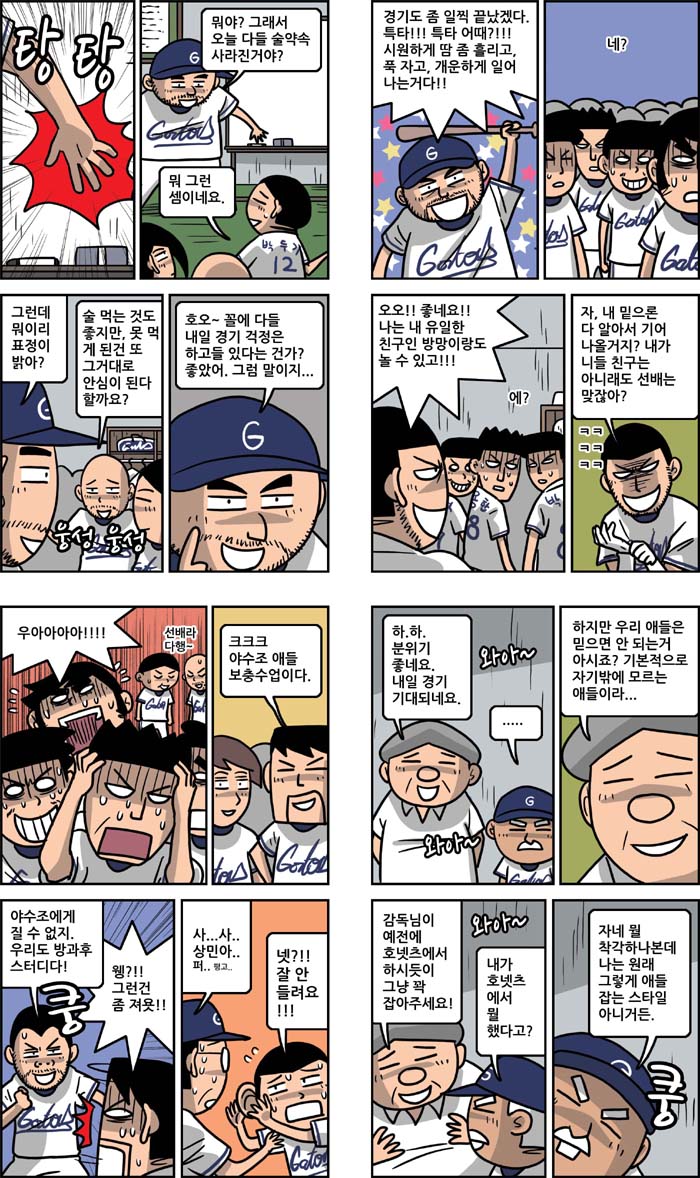 탕 탕
뭐야? 그래서
오늘 다들 술약속
사라진거야?
Gators
뭐 그런
셈이네요.
박두기
12
그런데
뭐이리
표정이
밝아?
술 먹는 것도
좋지만, 못 먹
게 된건 또
그거대로
안심이 된다
할까요?
G
웅성 웅성
호오~ 꼴에 다들
내일 경기 걱정은
하고들 있다는 건가?
좋았어. 그럼 말이지...
G
경기도 좀 일찍 끝났겠다.
특타!!! 특타 어때?!!!
시원하게 땀 좀 흘리고,
푹 자고, 개운하게 일어
나는거다!!
G
Gators
네?
Gators
오오!! 좋네요!!
나는 내 유일한
친구인 방망이랑도
놀 수 있고!!!
에?
8
자, 내 밑으론
다 알아서 기어
나올거지? 내가
니들 친구는
아니래도 선배는
맞잖아?
ㅋㅋ
ㅋㅋ
ㅋㅋ
우아아아아!!!!
선배라
다행~
크크크
야수조 애들
보충수업이다.
Gators
야수조에게
질 수 없지.
우리도 방과후
스터디다!
쿵
Gators
웽?!!
그런건
좀 져욧!!
사...사..
상민아..
퍼.. 펑고..
넷?!!
잘 안
들려요
!!!
하.하.
분위기
좋네요.
내일 경기
기대되네요.
와아~
.....
와아~
G
Gators
하지만 우리 애들은
믿으면 안 되는거
아시죠? 기본적으로
자기밖에 모르는
애들이라...
감독님이
예전에
호넷츠에서
하시듯이
그냥 꽉
잡아주세요!
와아~
내가
호넷츠
에서
뭘
했다고?
G
자네 뭘
착각하나본데
나는 원래
그렇게 애들
잡는 스타일
아니거든.
G
쿵